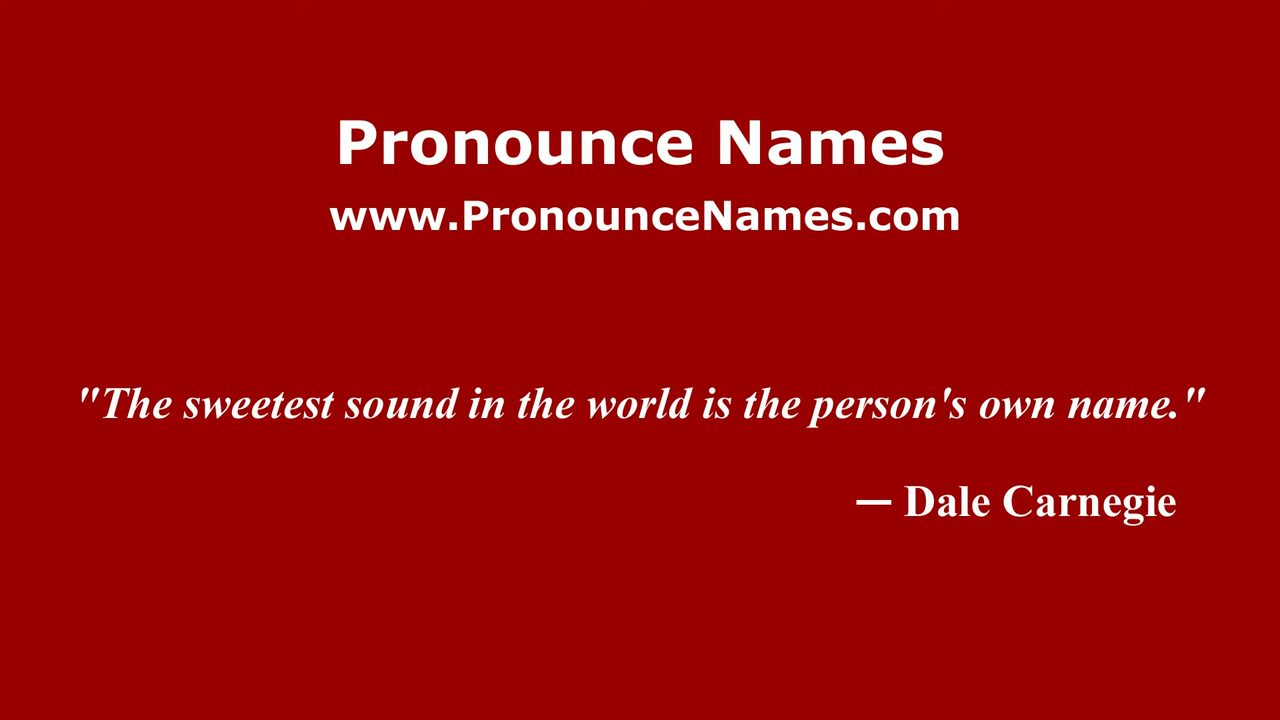 Pronounce Names
www.PronounceNames.com
"The sweetest sound in the world is the person's own name."
— Dale Carnegie